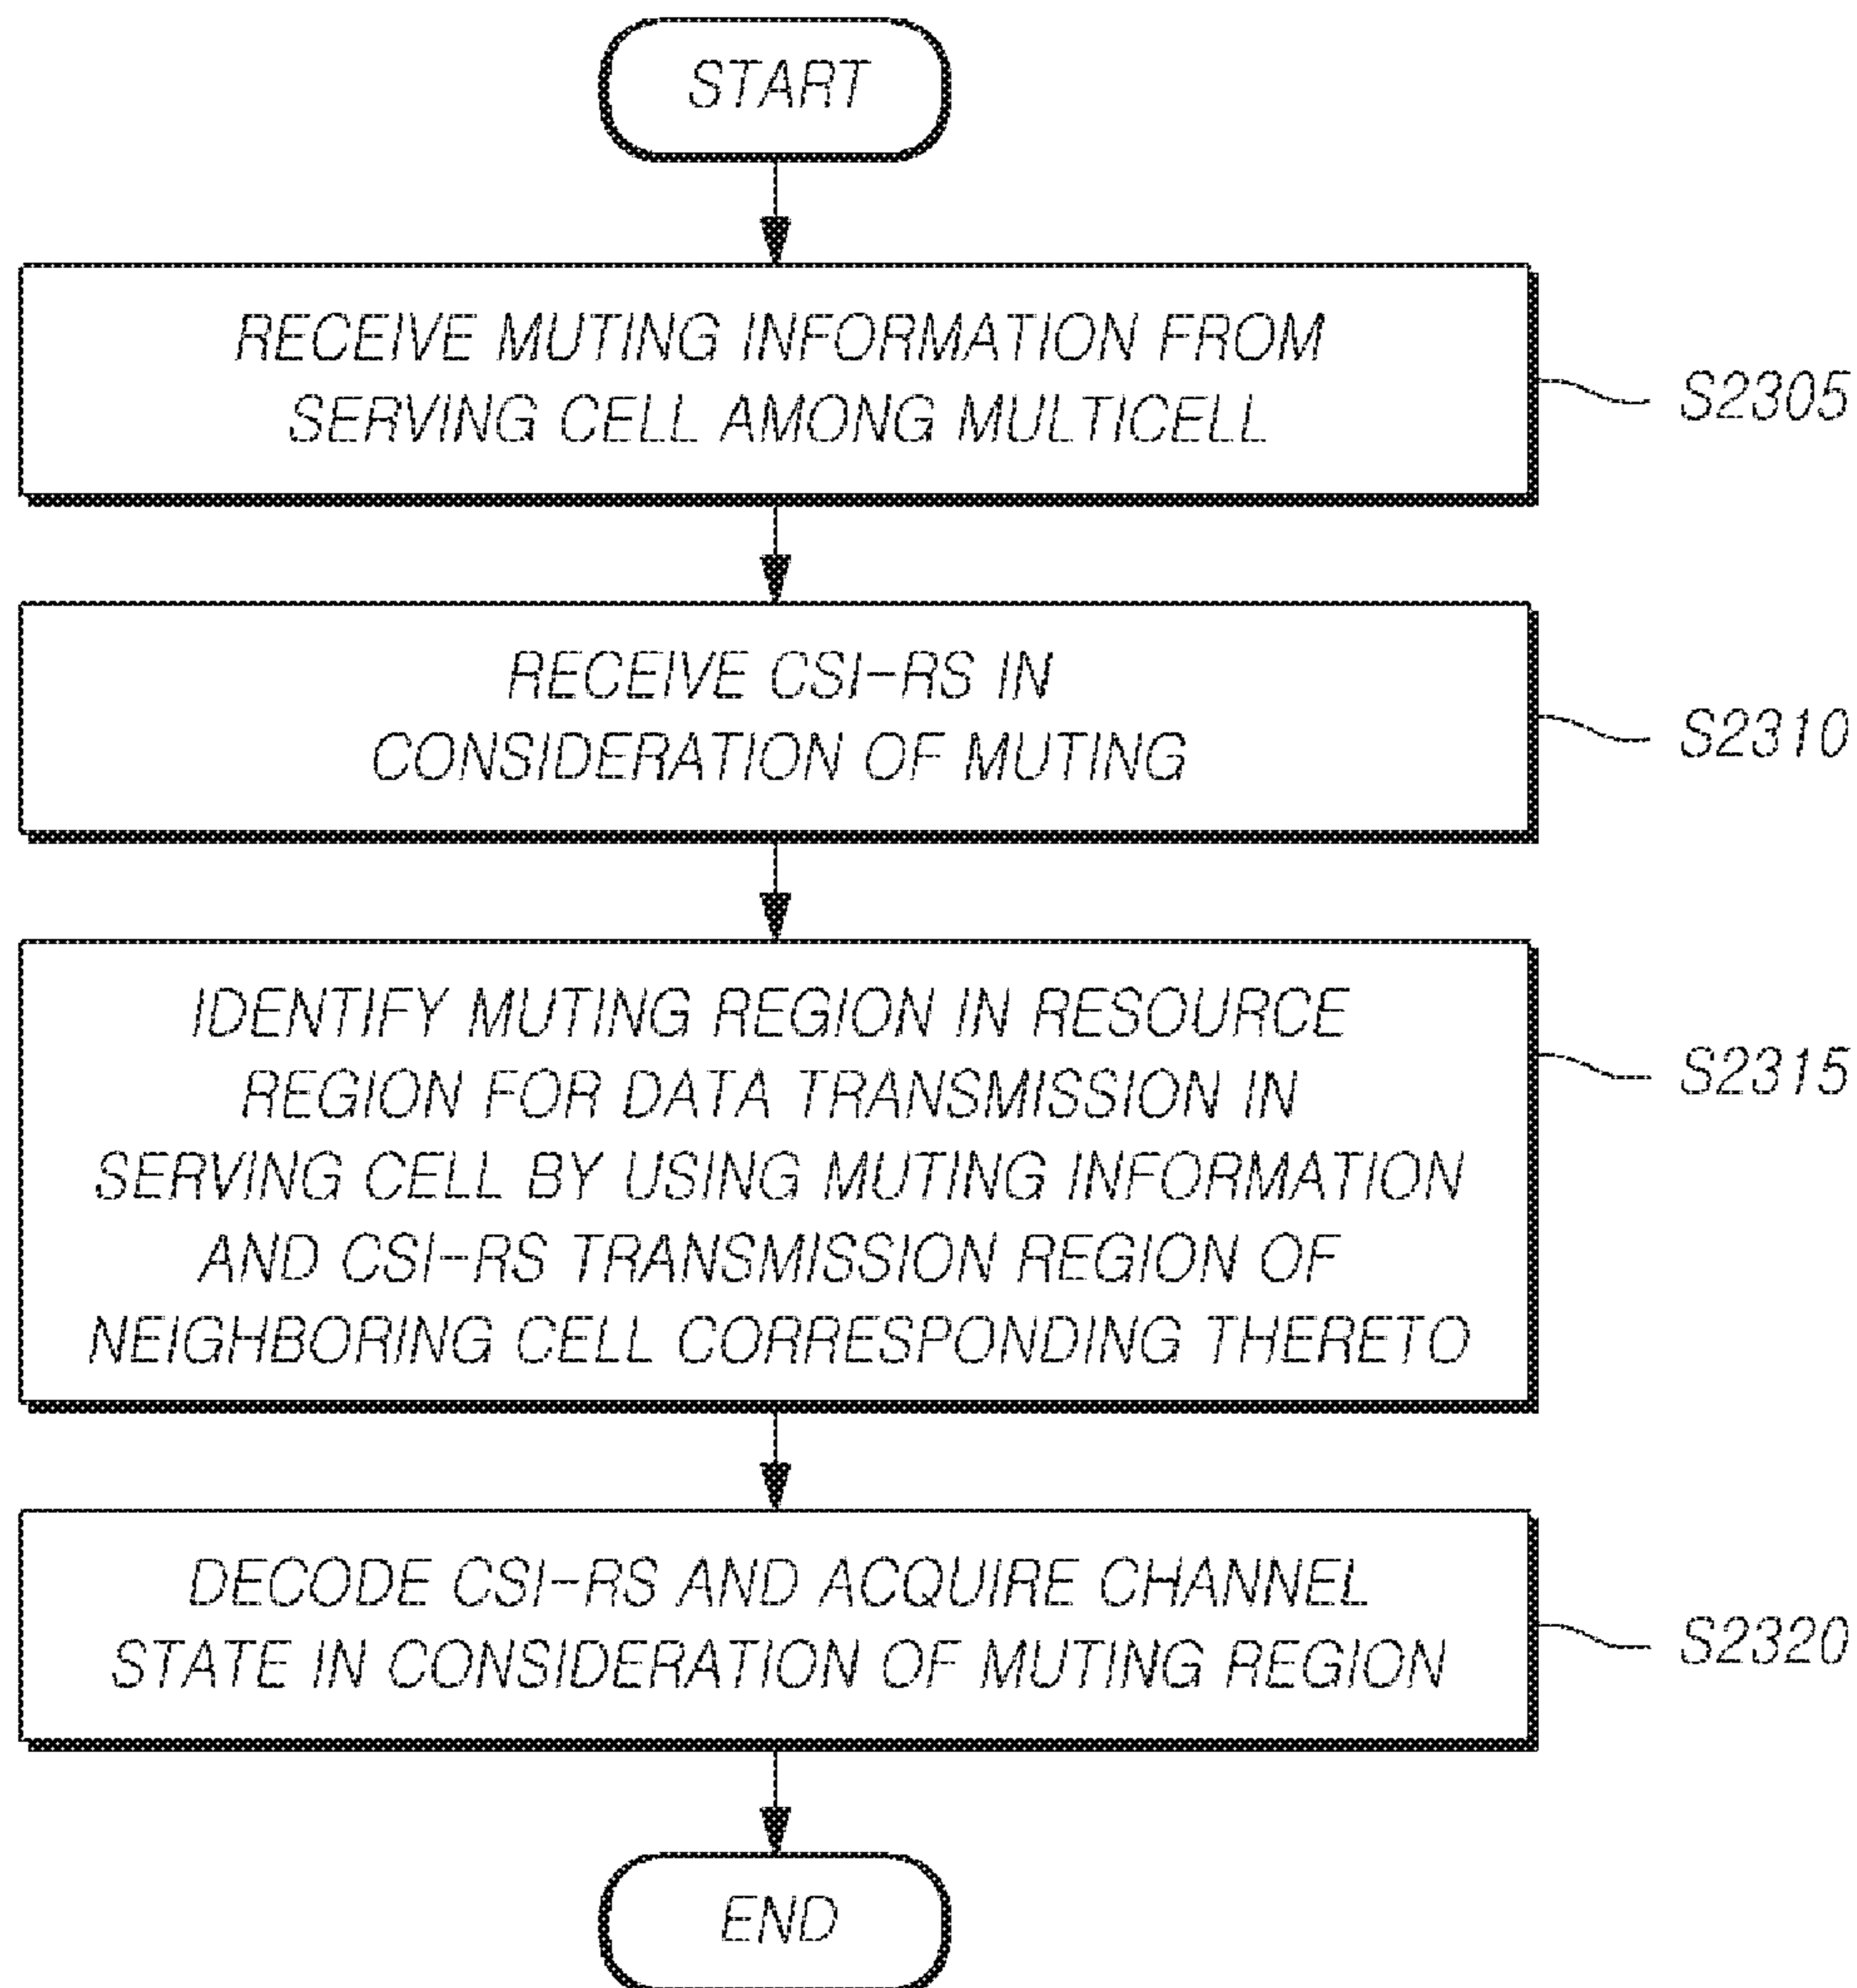 START
RECEIVE MUTING INFORMATION FROM
SERVING CELL AMONG MULTICELL
S2305
RECEIVE CSI-RS IN
CONSIDERATION OF MUTING
S2310
IDENTIFY MUTING REGION IN RESOURCE
REGION FOR DATA TRANSMISSION IN
SERVING CELL BY USING MUTING INFORMATION
AND CSI-RS TRANSMISSION REGION OF
NEIGHBORING CELL CORRESPONDING THERETO
S2315
DECODE CSI-RS AND ACQUIRE CHANNEL
STATE IN CONSIDERATION OF MUTING REGION
S2320
END